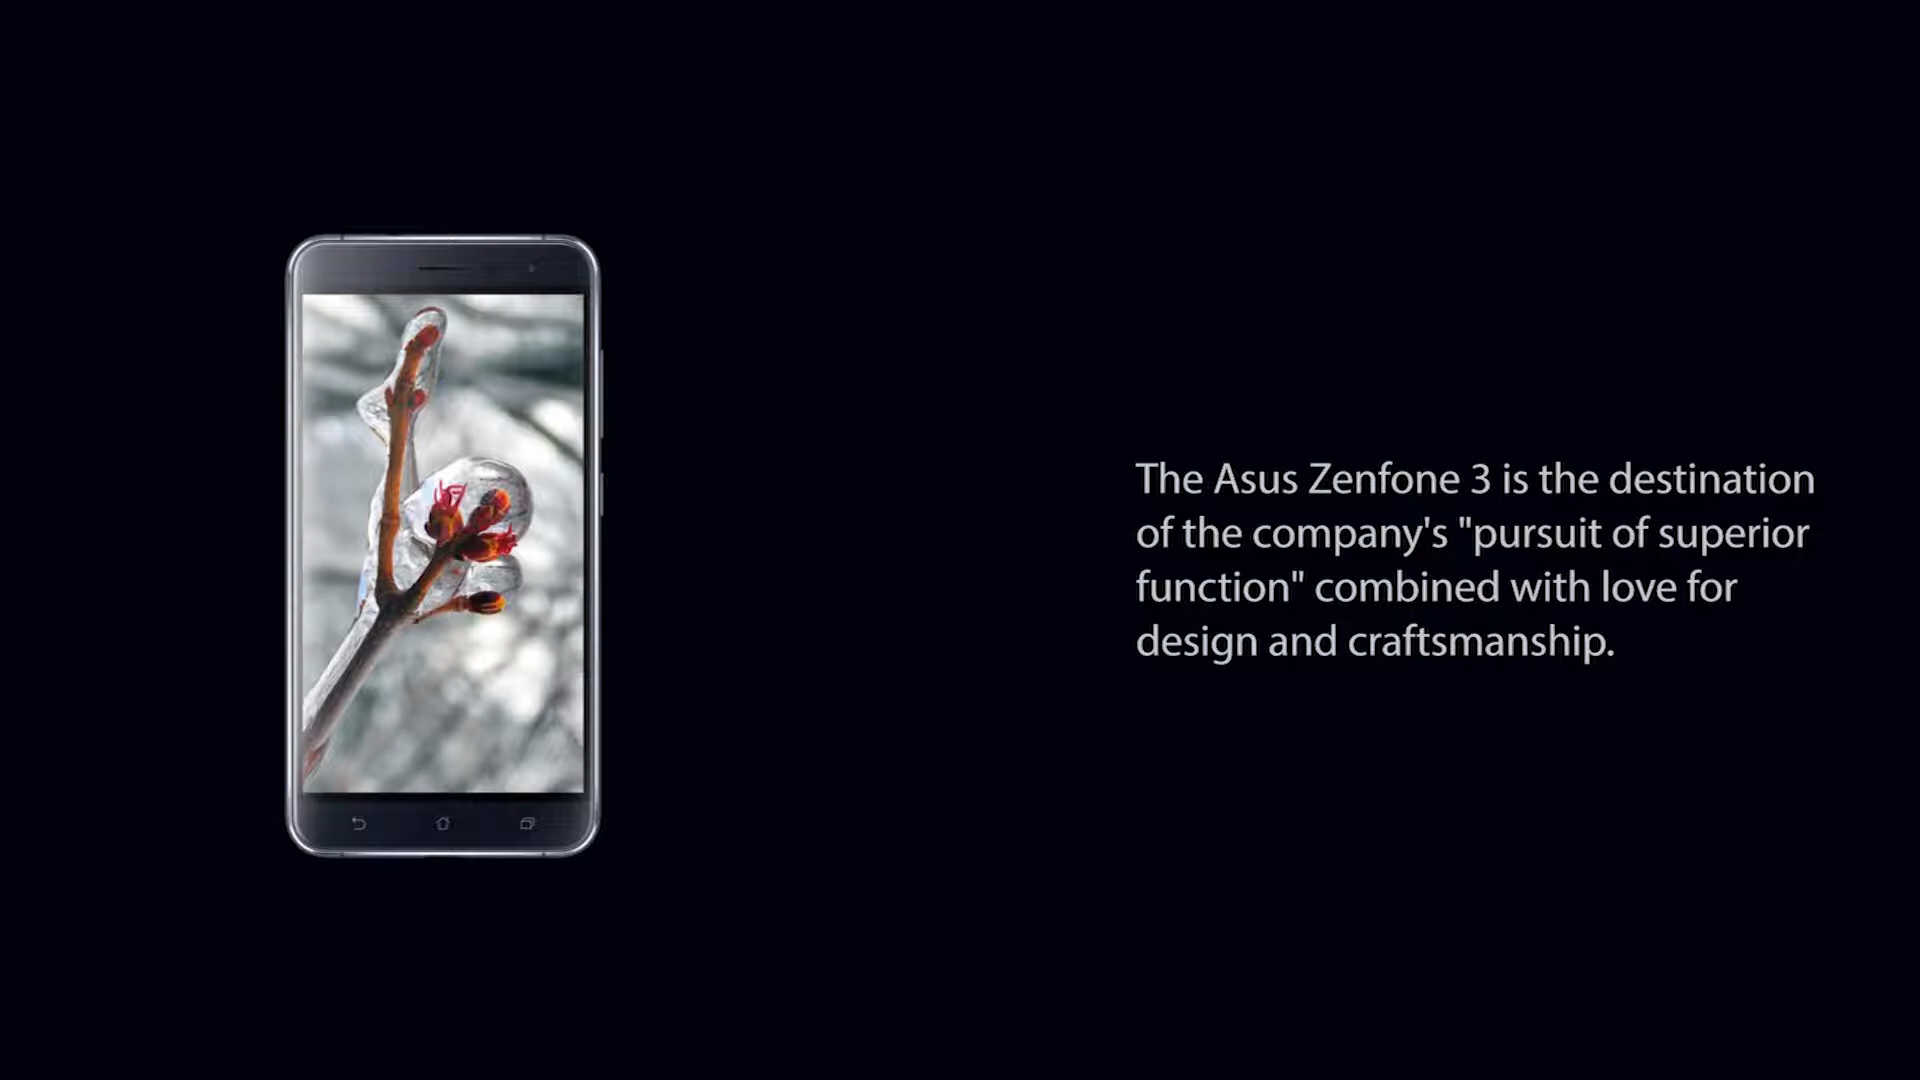 The Asus Zenfone 3 is the destination
of the company's "pursuit of superior
function" combined with love for
design and craftsmanship.